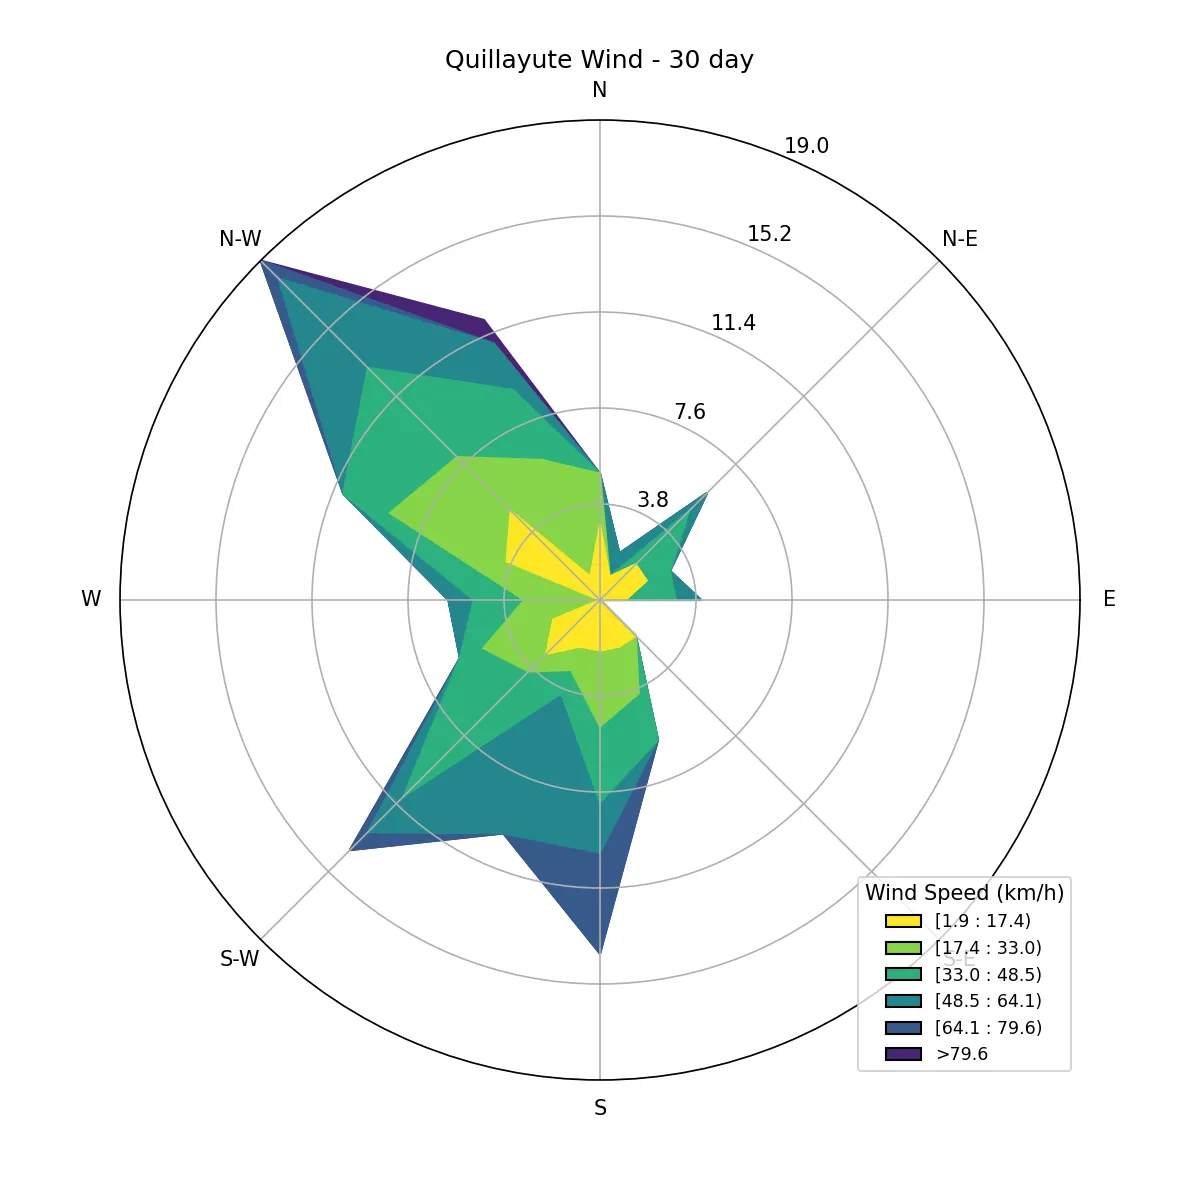 Quillayute Wind - 30 day
N
19.0
N-W
15.2
N-E
11.4
7.6
3.8
W
E
S-W
S-E
S
Wind Speed (km/h)
[1.9 : 17.4)
[17.4 : 33.0)
[33.0 : 48.5)
[48.5 : 64.1)
[64.1 : 79.6)
>79.6